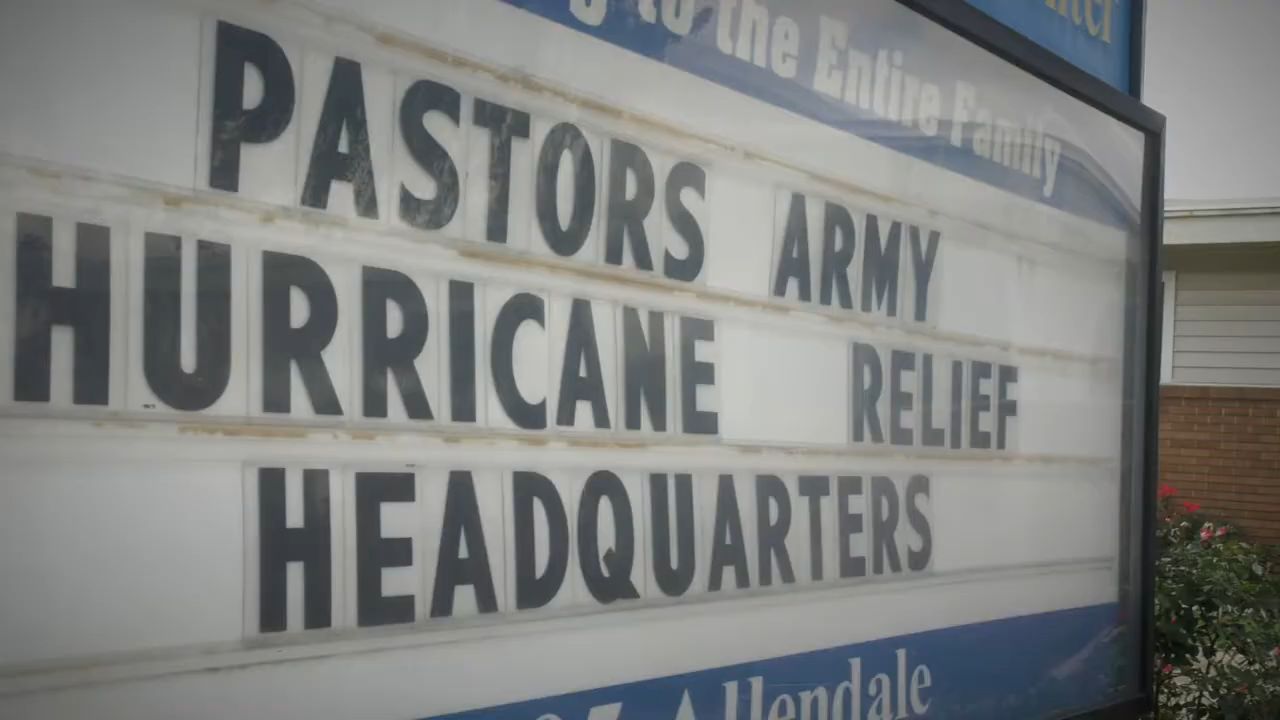 to the Entire Family
PASTORS ARMY
HURRICANE RELIEF
HEADQUARTERS
Allendale